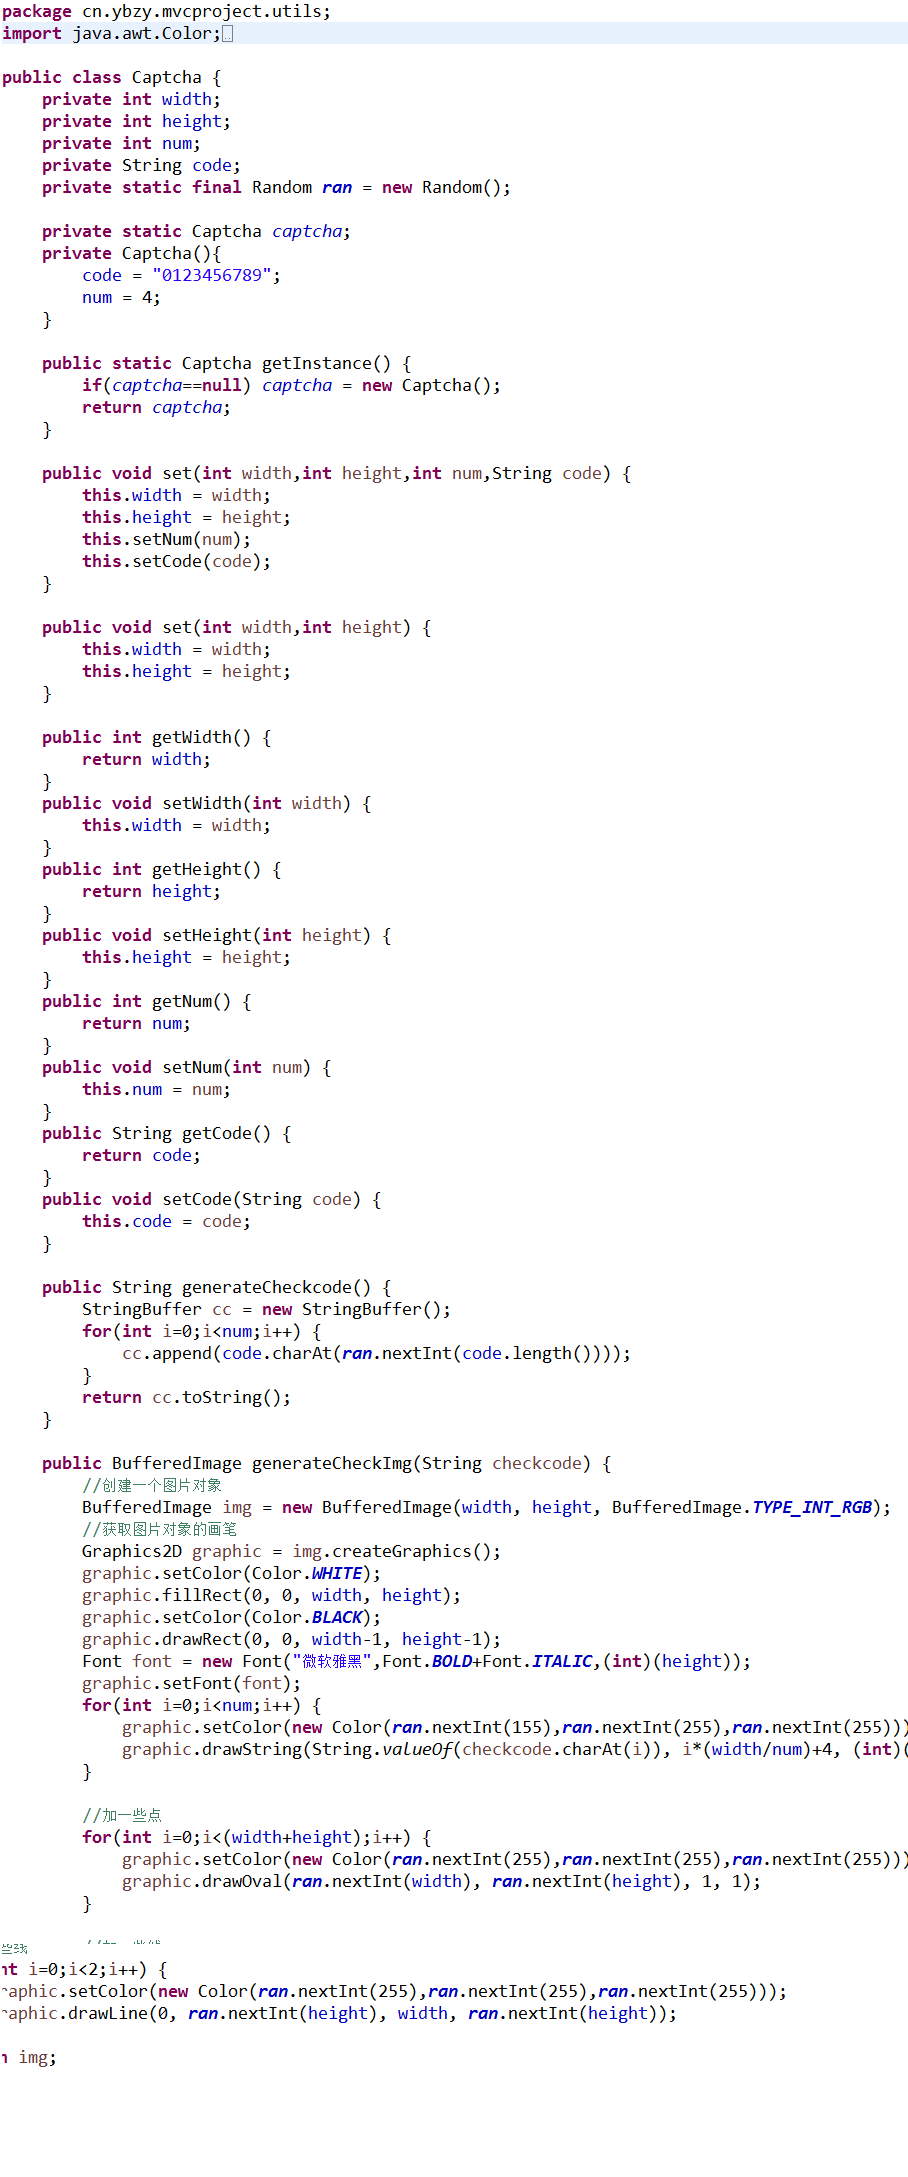 package cn.ybzy.mvcproject.utils;
import java.awt.Color;
public class Captcha {
    private int width;
    private int height;
    private int num;
    private String code;
    private static final Random ran = new Random();
    private static Captcha captcha;
    private Captcha(){
        code = "0123456789";
        num = 4;
    }
    public static Captcha getInstance() {
        if(captcha==null) captcha = new Captcha();
        return captcha;
    }
    public void set(int width,int height,int num,String code) {
        this.width = width;
        this.height = height;
        this.setNum(num);
        this.setCode(code);
    }
    public void set(int width,int height) {
        this.width = width;
        this.height = height;
    }
    public int getWidth() {
        return width;
    }
    public void setWidth(int width) {
        this.width = width;
    }
    public int getHeight() {
        return height;
    }
    public void setHeight(int height) {
        this.height = height;
    }
    public int getNum() {
        return num;
    }
    public void setNum(int num) {
        this.num = num;
    }
    public String getCode() {
        return code;
    }
    public void setCode(String code) {
        this.code = code;
    }
    public String generateCheckcode() {
        StringBuffer cc = new StringBuffer();
        for(int i=0;i<num;i++) {
            cc.append(code.charAt(ran.nextInt(code.length())));
        }
        return cc.toString();
    }
    public BufferedImage generateCheckImg(String checkcode) {
        //创建一个图片对象
        BufferedImage img = new BufferedImage(width, height, BufferedImage.TYPE_INT_RGB);
        //获取图片对象的画笔
        Graphics2D graphic = img.createGraphics();
        graphic.setColor(Color.WHITE);
        graphic.fillRect(0, 0, width, height);
        graphic.setColor(Color.BLACK);
        graphic.drawRect(0, 0, width-1, height-1);
        Font font = new Font("微软雅黑",Font.BOLD+Font.ITALIC,(int)(height));
        graphic.setFont(font);
        for(int i=0;i<num;i++) {
            graphic.setColor(new Color(ran.nextInt(155),ran.nextInt(255),ran.nextInt(255)))
            graphic.drawString(String.valueOf(checkcode.charAt(i)), i*(width/num)+4, (int)(
        }
        //加一些点
        for(int i=0;i<(width+height);i++) {
            graphic.setColor(new Color(ran.nextInt(255),ran.nextInt(255),ran.nextInt(255)))
            graphic.drawOval(ran.nextInt(width), ran.nextInt(height), 1, 1);
        }
些线
nt i=0;i<2;i++) {
raphic.setColor(new Color(ran.nextInt(255),ran.nextInt(255),ran.nextInt(255)));
raphic.drawLine(0, ran.nextInt(height), width, ran.nextInt(height));
n img;